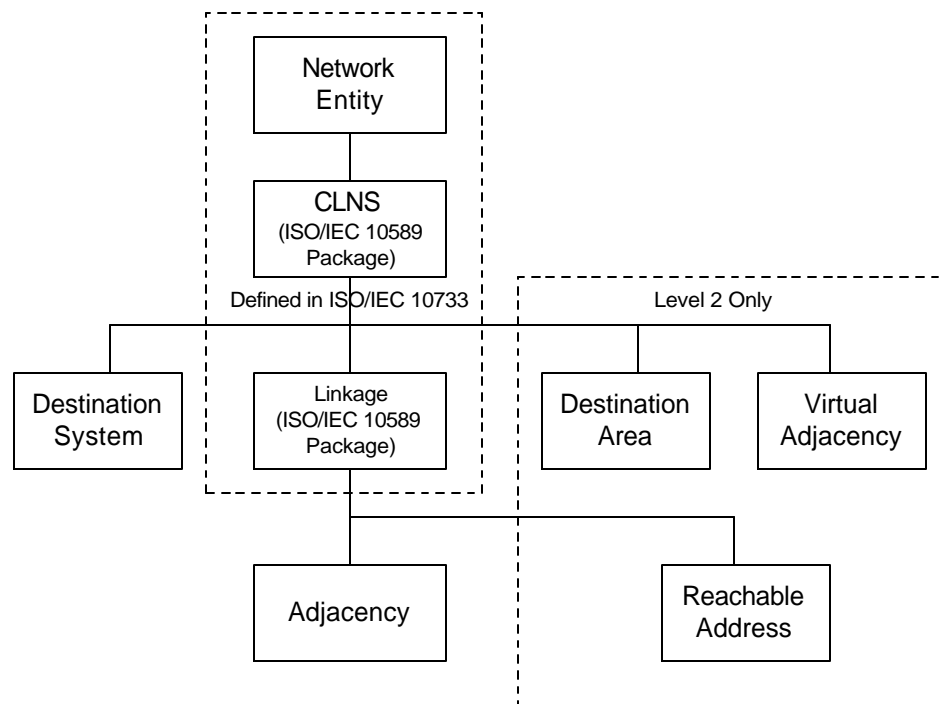 Network
Entity
CLNS
(ISO/IEC 10589
Package)
Defined in ISO/IEC 10733
Level 2 Only
Destination
System
Linkage
(ISO/IEC 10589
Package)
Destination
Area
Virtual
Adjacency
Adjacency
Reachable
Address